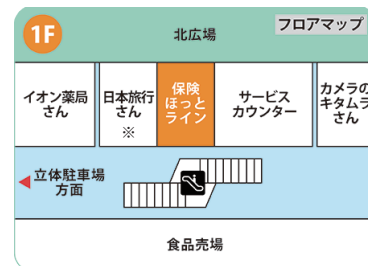 1F
北広場
フロアマップ
イオン薬局
さん
日本旅行
さん
※
保険
ほっと
ライン
サービス
カウンター
カメラの
キタムラ
さん
立体駐車場
方面
食品売場